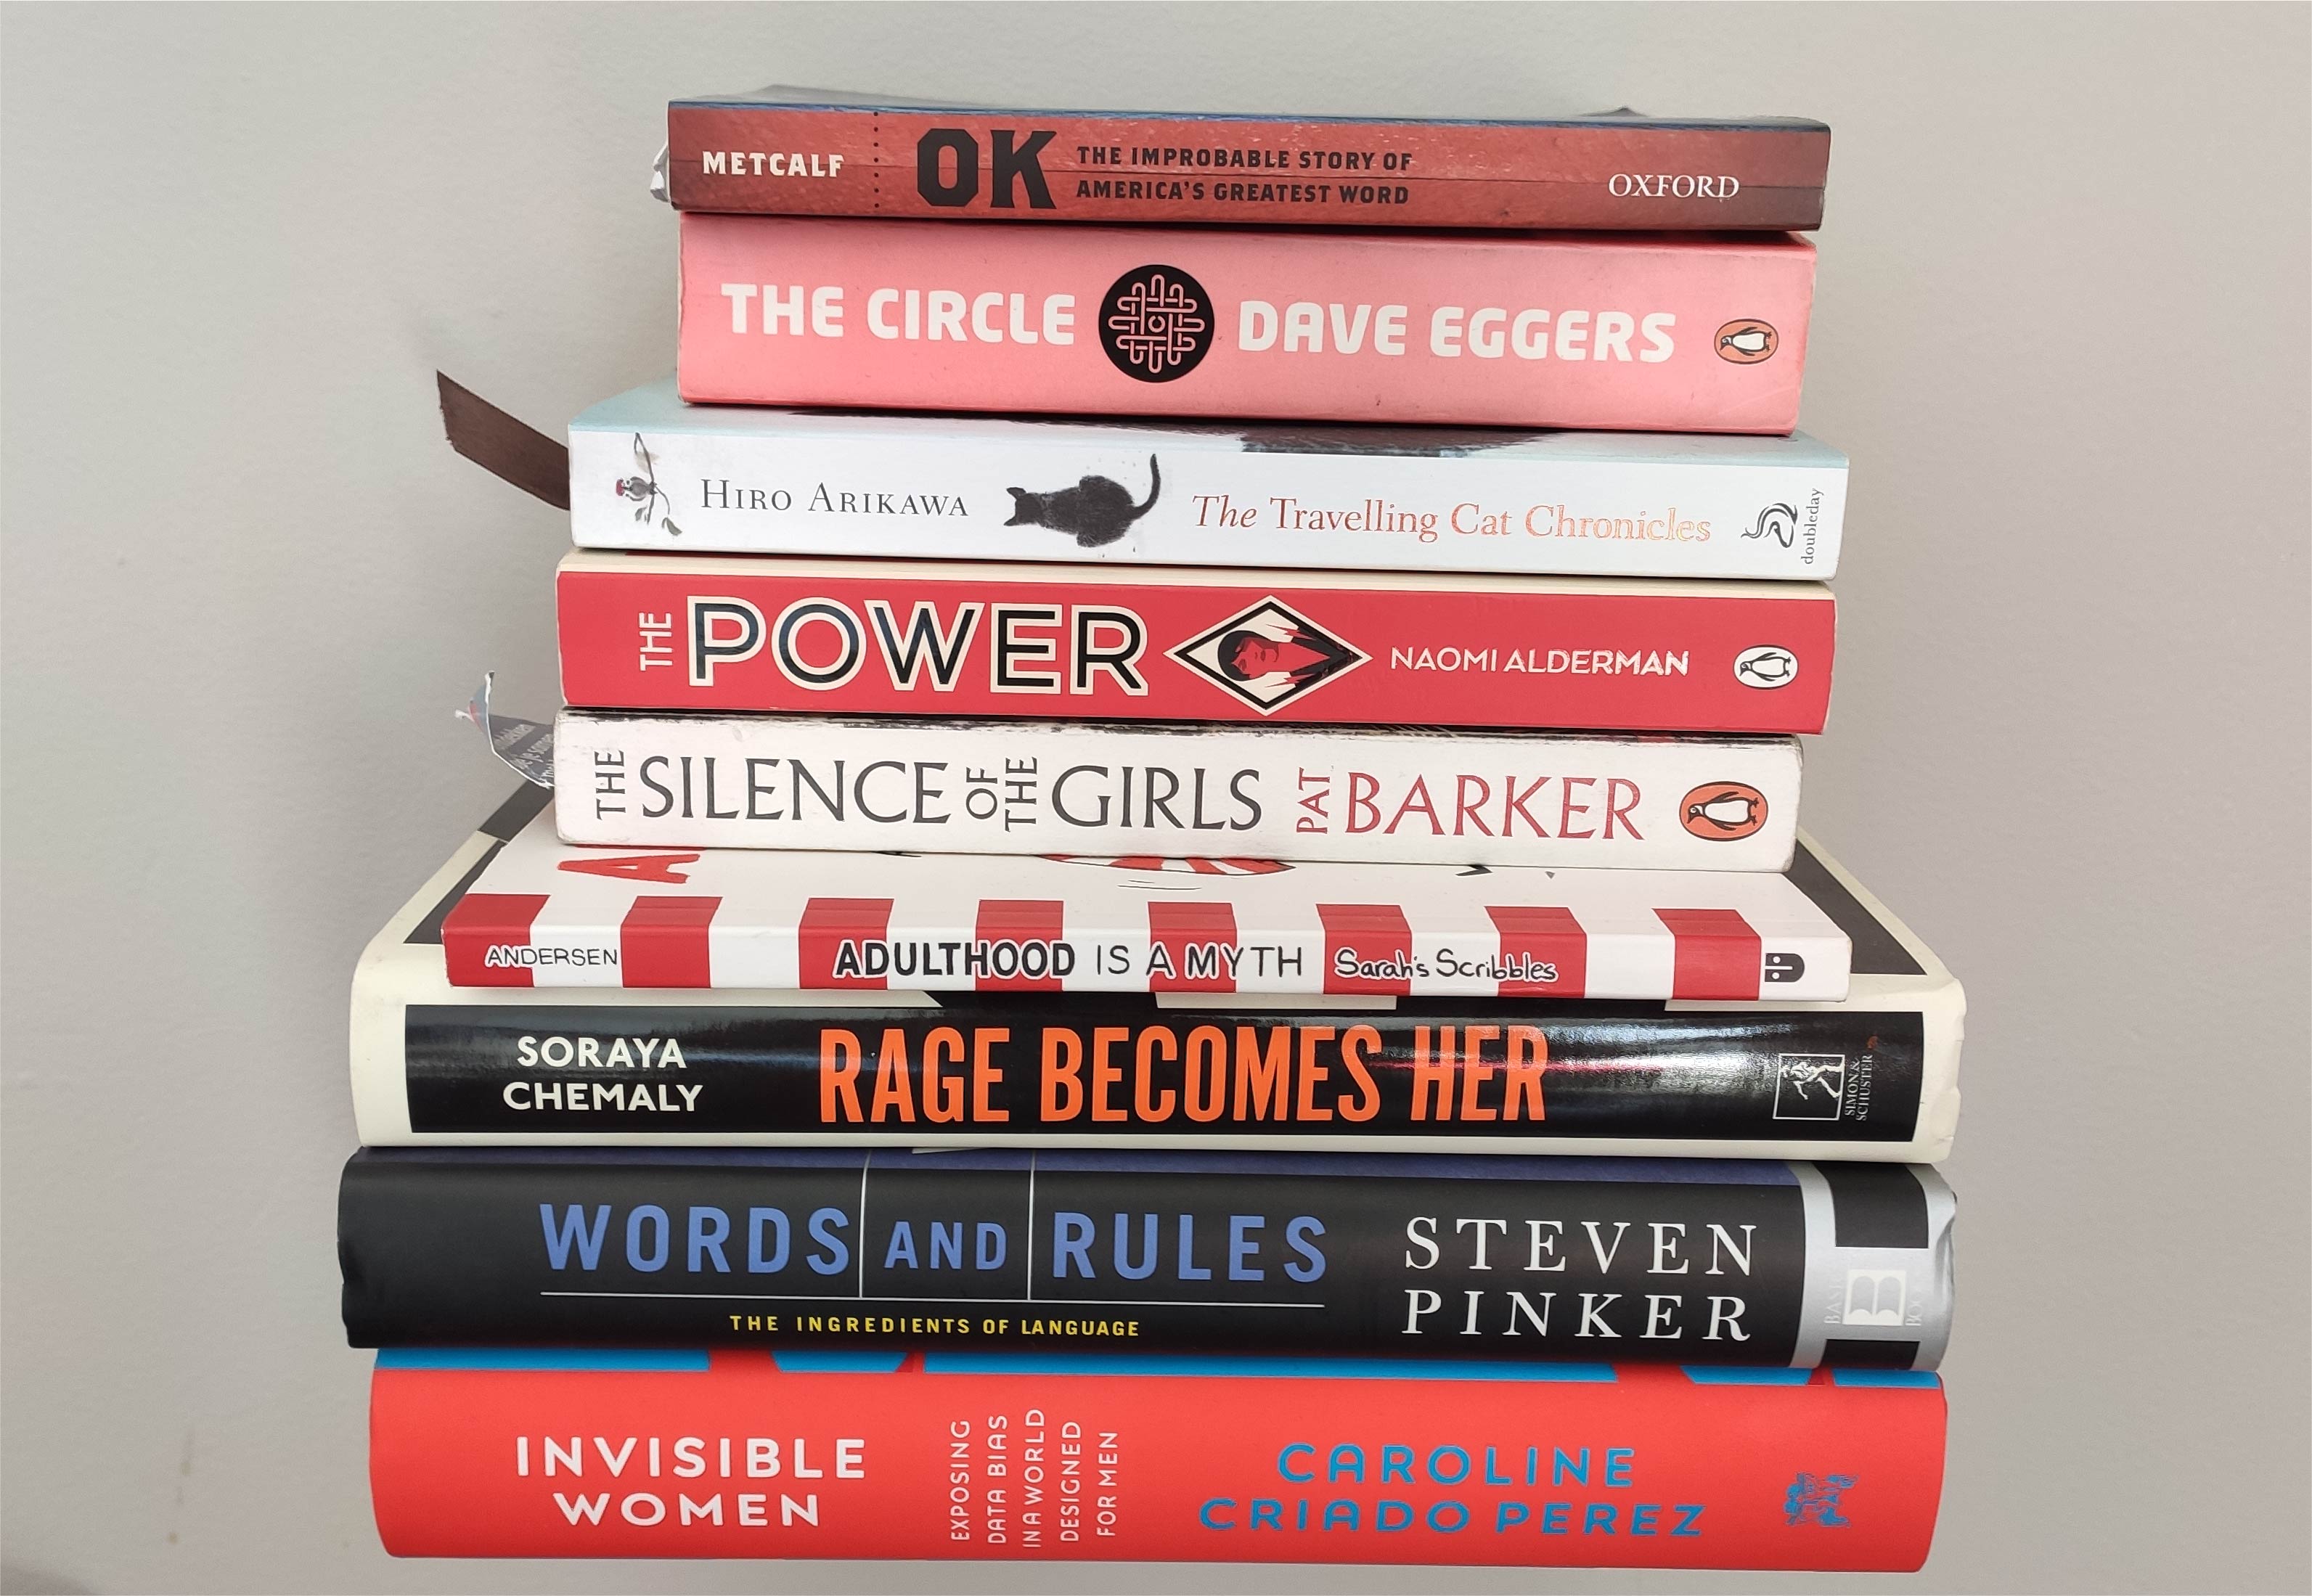 METCALF
OK
THE IMPROBABLE STORY OF
AMERICA'S GREATEST WORD
OXFORD
THE CIRCLE
DAVE EGGERS
HIRO ARIKAWA
The Travelling Cat Chronicles
doubleday
THE
POWER
NAOMI ALDERMAN
THE
SILENCE
OF
THE
GIRLS
PAT
BARKER
ANDERSEN
ADULTHOOD IS A MYTH
Sarah's Scribbles
SORAYA
CHEMALY
RAGE BECOMES HER
SIMON &
SCHUSTER
WORDS AND RULES
THE INGREDIENTS OF LANGUAGE
STEVEN
PINKER
B
INVISIBLE
WOMEN
EXPOSING
DATA BIAS
IN A WORLD
DESIGNED
FOR MEN
CAROLINE
CRIADO PEREZ